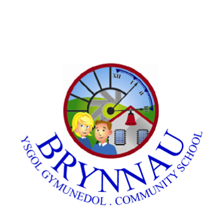 XII
BRYNNAU
YSGOL GYMUNEDOL . COMMUNITY SCHOOL